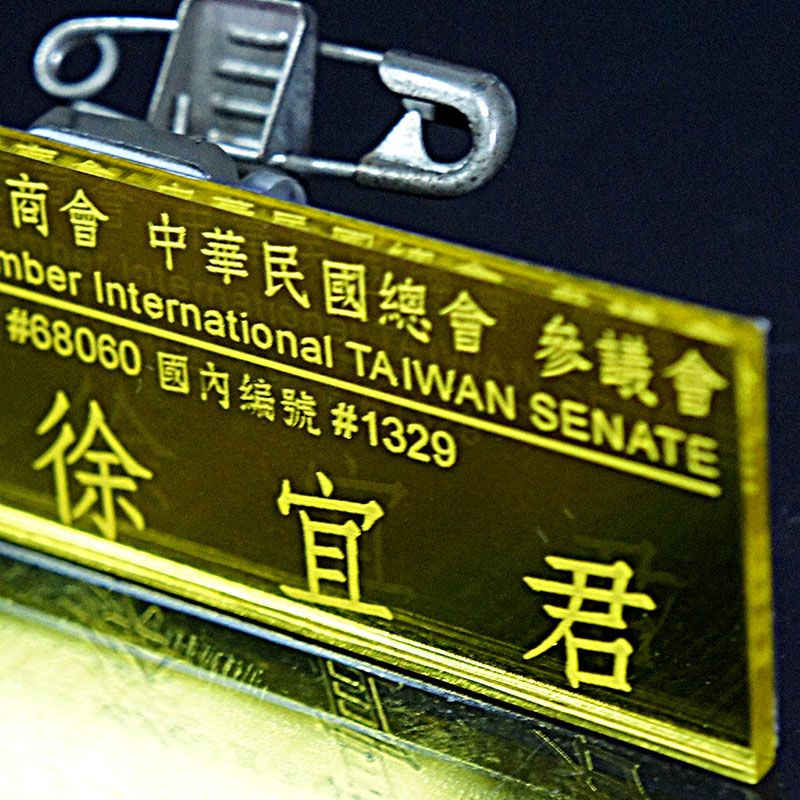 商會 中華民國總會 參議會
mber International TAIWAN SENATE
#68060 國內編號 #1329
徐宜君